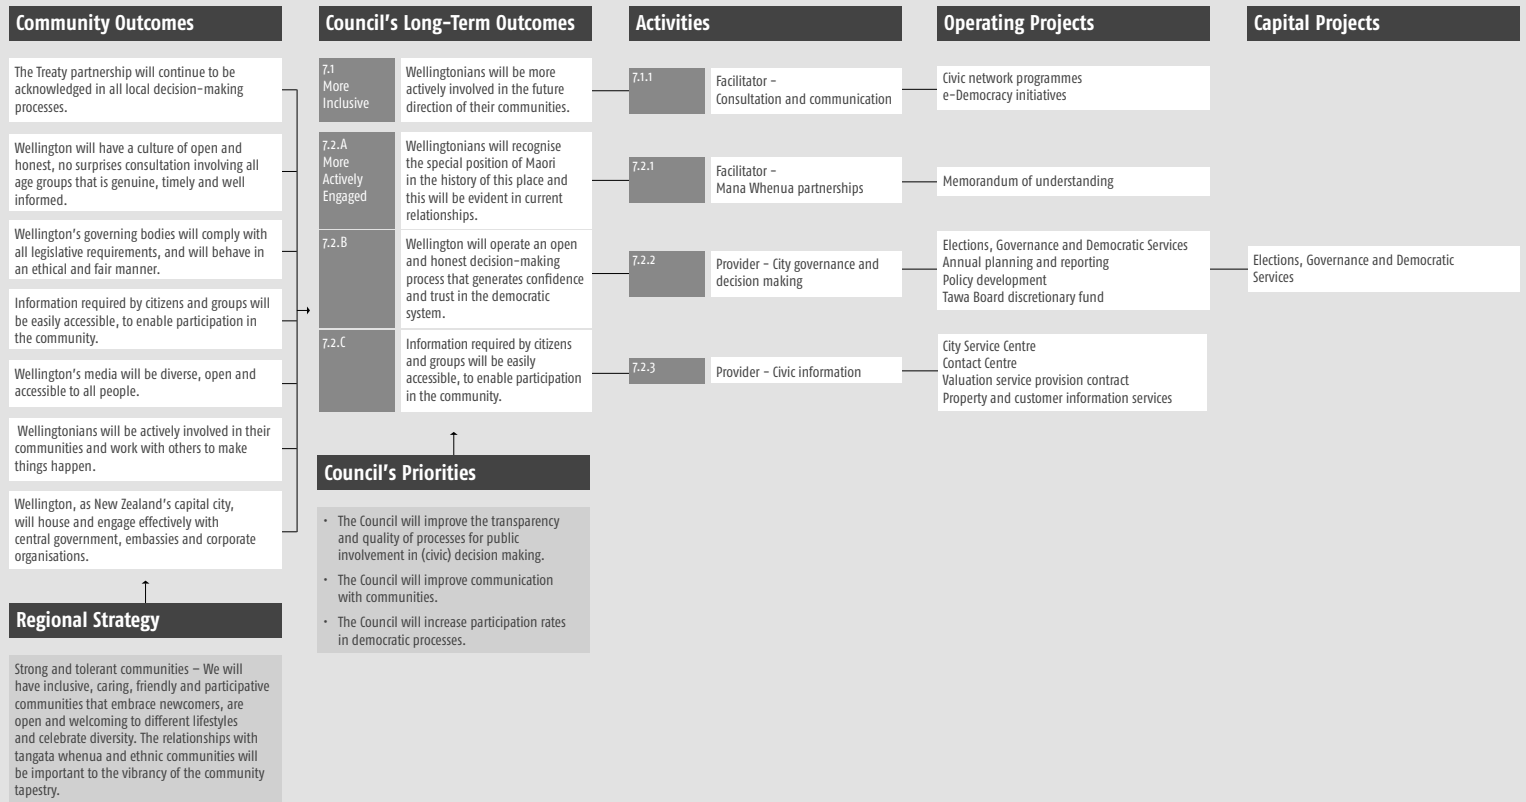 Community Outcomes
The Treaty partnership will continue to be
acknowledged in all local decision-making
processes.
Wellington will have a culture of open and
honest, no surprises consultation involving all
age groups that is genuine, timely and well
informed.
Wellington's governing bodies will comply with
all legislative requirements, and will behave in
an ethical and fair manner.
Information required by citizens and groups will
be easily accessible, to enable participation in
the community.
Wellington's media will be diverse, open and
accessible to all people.
Wellingtonians will be actively involved in their
communities and work with others to make
things happen.
Wellington, as New Zealand's capital city,
will house and engage effectively with
central government, embassies and corporate
organisations.
Regional Strategy
Strong and tolerant communities – We will
have inclusive, caring, friendly and participative
communities that embrace newcomers, are
open and welcoming to different lifestyles
and celebrate diversity. The relationships with
tangata whenua and ethnic communities will
be important to the vibrancy of the community
tapestry.
Council's Long-Term Outcomes
7.1
More
Inclusive
Wellingtonians will be more
actively involved in the future
direction of their communities.
7.2.A
More
Actively
Engaged
Wellingtonians will recognise
the special position of Maori
in the history of this place and
this will be evident in current
relationships.
7.2.B
Wellington will operate an open
and honest decision-making
process that generates confidence
and trust in the democratic
system.
7.2.C
Information required by citizens
and groups will be easily
accessible, to enable participation
in the community.
Council's Priorities
• The Council will improve the transparency
and quality of processes for public
involvement in (civic) decision making.
• The Council will improve communication
with communities.
• The Council will increase participation rates
in democratic processes.
Activities
7.1.1
Facilitator –
Consultation and communication
7.2.1
Facilitator –
Mana Whenua partnerships
7.2.2
Provider – City governance and
decision making
7.2.3
Provider – Civic information
Operating Projects
Civic network programmes
e-Democracy initiatives
Memorandum of understanding
Elections, Governance and Democratic Services
Annual planning and reporting
Policy development
Tawa Board discretionary fund
City Service Centre
Contact Centre
Valuation service provision contract
Property and customer information services
Capital Projects
Elections, Governance and Democratic
Services